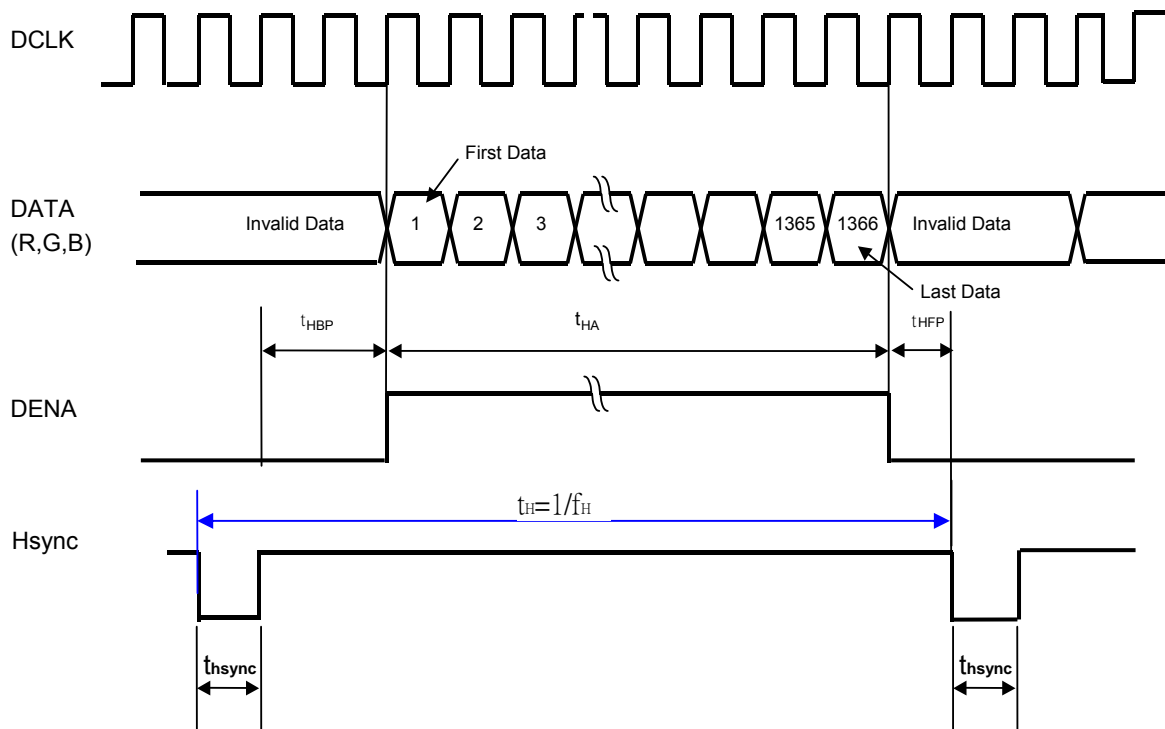 DCLK
First Data
DATA
(R,G,B)
Invalid Data
1
2
3
1365
1366
Invalid Data
Last Data
tHBP
tHA
tHFP
DENA
tH=1/fH
Hsync
thsync
thsync